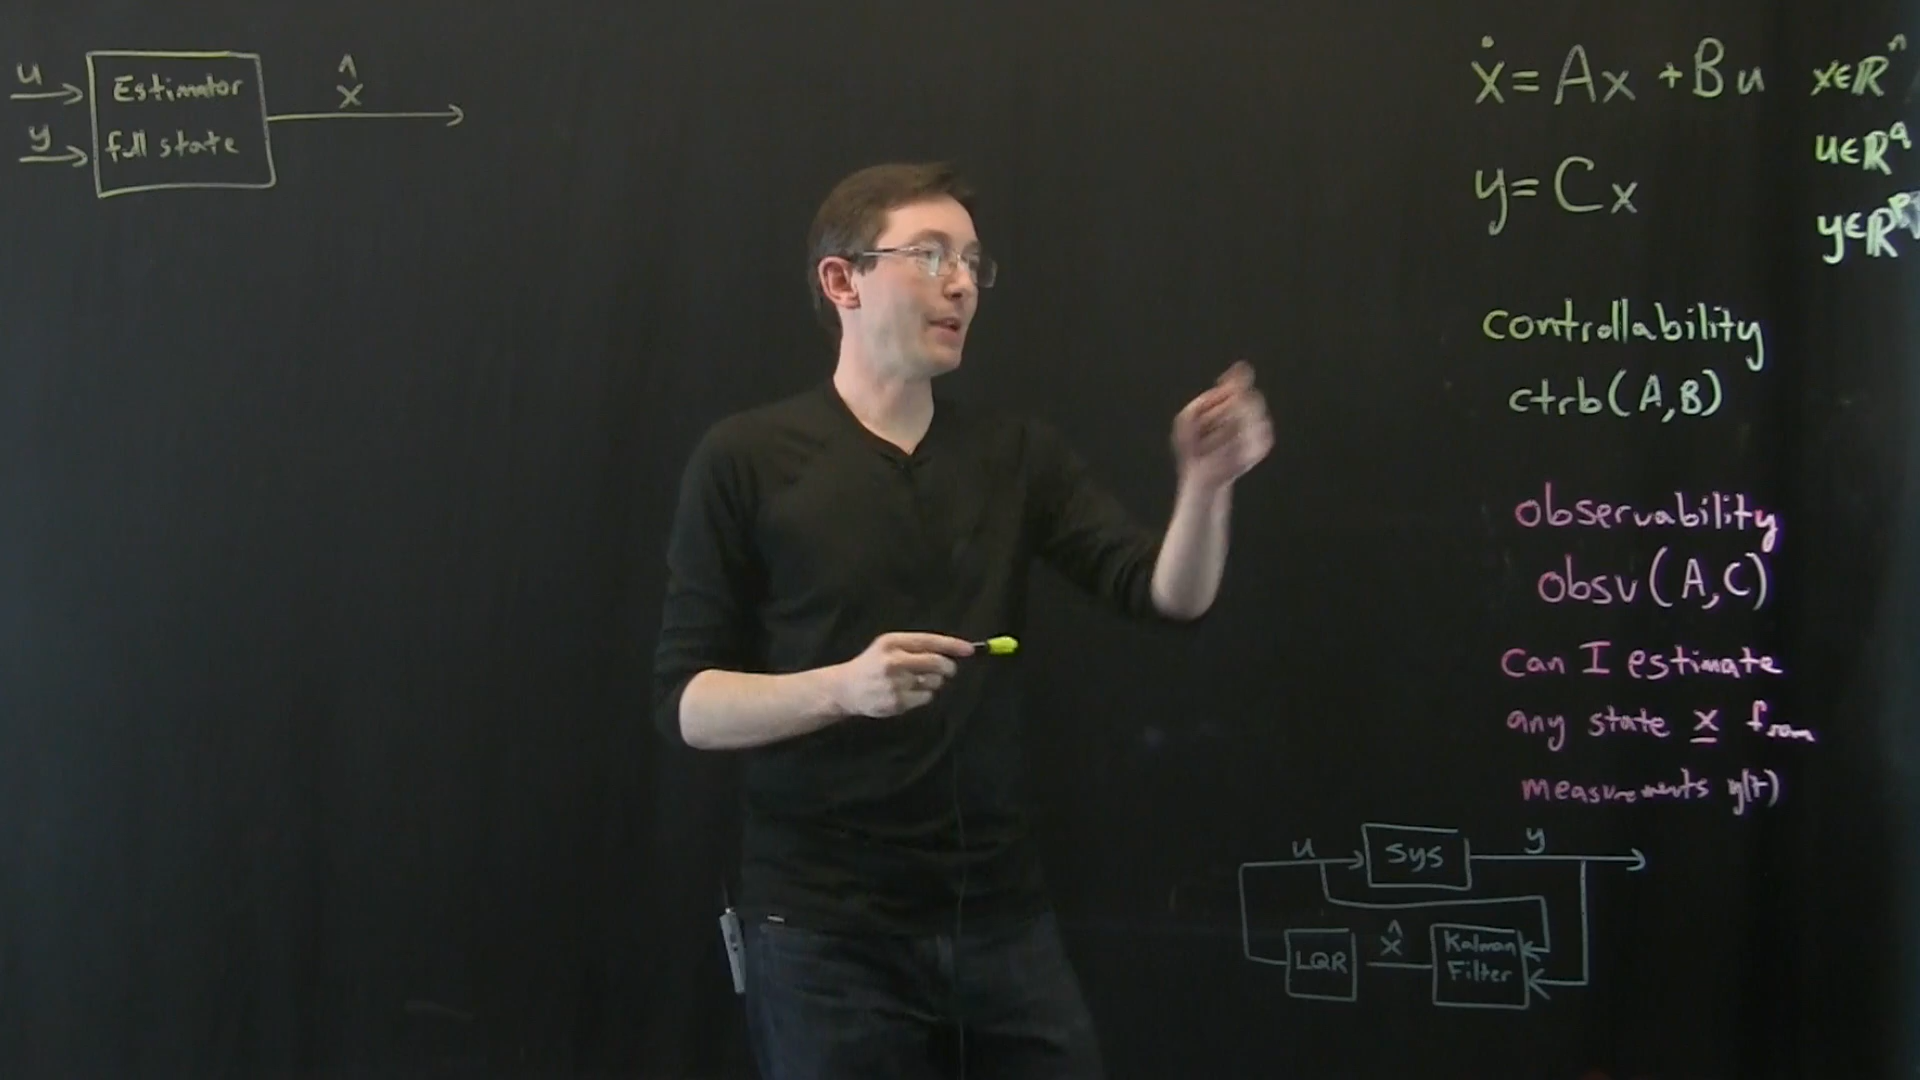 u
y
Estimator
full state
x̂
ẋ = Ax + Bu
x∈ℝⁿ
u∈ℝ^q
y = Cx
y∈ℝ^p
controllability
ctrb(A,B)
observability
obsv(A,C)
can I estimate
any state x from
measurements y(t)
u
sys
y
LQR
x̂
Kalman
Filter